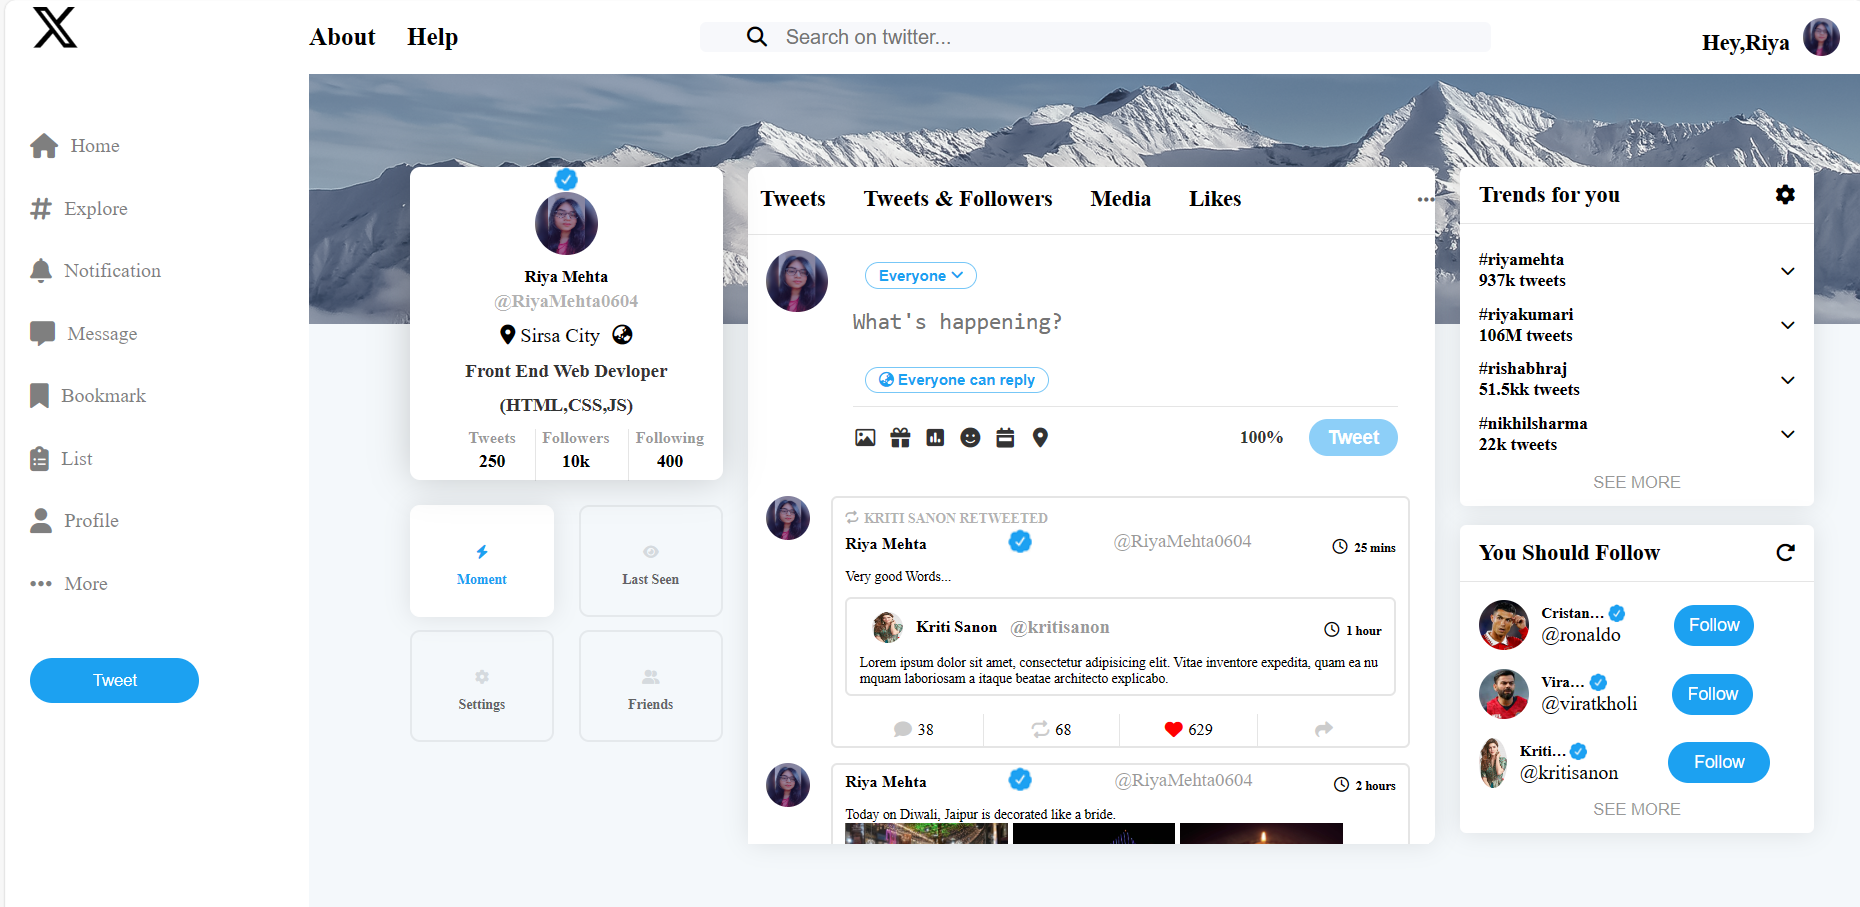 About Help
Search on twitter...
Hey,Riya
Home
Explore
Notification
Message
Bookmark
List
Profile
More
Tweet
Riya Mehta
@RiyaMehta0604
Sirsa City
Front End Web Devloper
(HTML,CSS,JS)
Tweets Followers Following
250 10k 400
Moment
Last Seen
Settings
Friends
Tweets Tweets & Followers Media Likes
Everyone
What's happening?
Everyone can reply
100% Tweet
KRITI SANON RETWEETED
Riya Mehta @RiyaMehta0604 25 mins
Very good Words...
Kriti Sanon @kritisanon 1 hour
Lorem ipsum dolor sit amet, consectetur adipisicing elit. Vitae inventore expedita, quam ea nu
mquam laboriosam a itaque beatae architecto explicabo.
38 68 629
Riya Mehta @RiyaMehta0604 2 hours
Today on Diwali, Jaipur is decorated like a bride.
Trends for you
#riyamehta
937k tweets
#riyakumari
106M tweets
#rishabhraj
51.5kk tweets
#nikhilsharma
22k tweets
SEE MORE
You Should Follow
Cristan...
@ronaldo
Follow
Vira...
@viratkholi
Follow
Kriti...
@kritisanon
Follow
SEE MORE